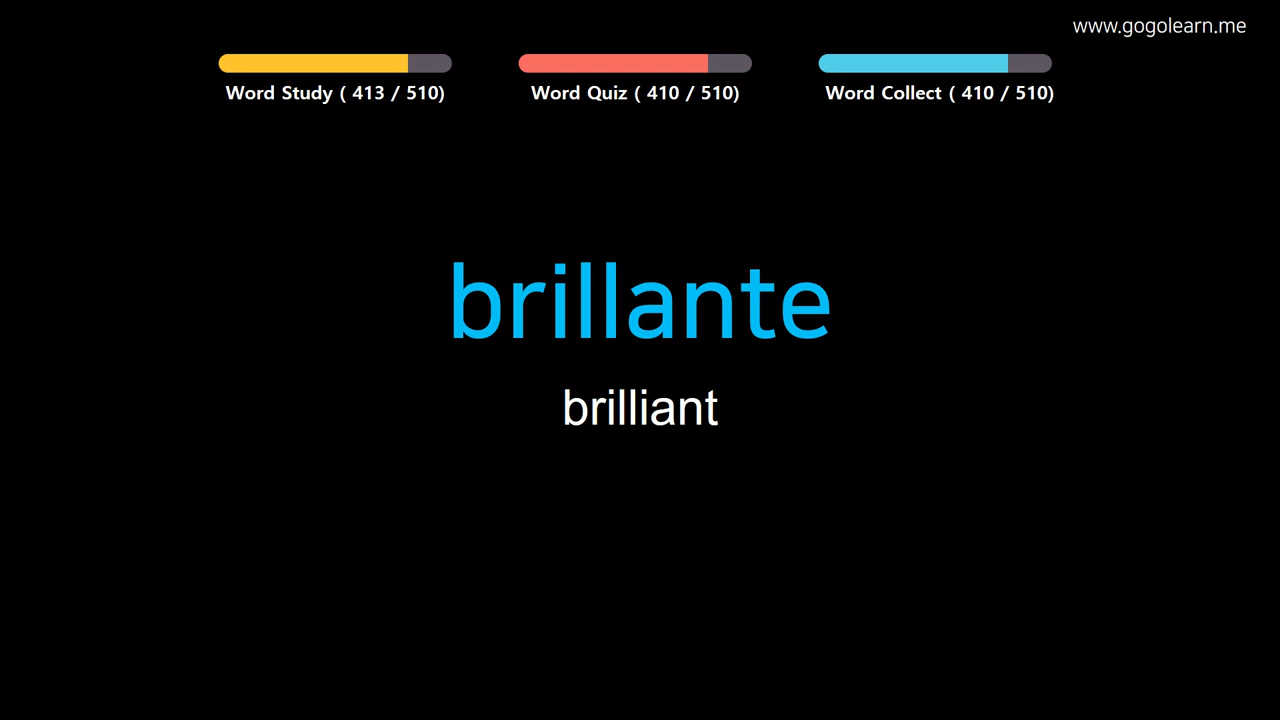 www.gogolearn.me
Word Study ( 413 / 510)
Word Quiz ( 410 / 510)
Word Collect ( 410 / 510)
brillante
brilliant